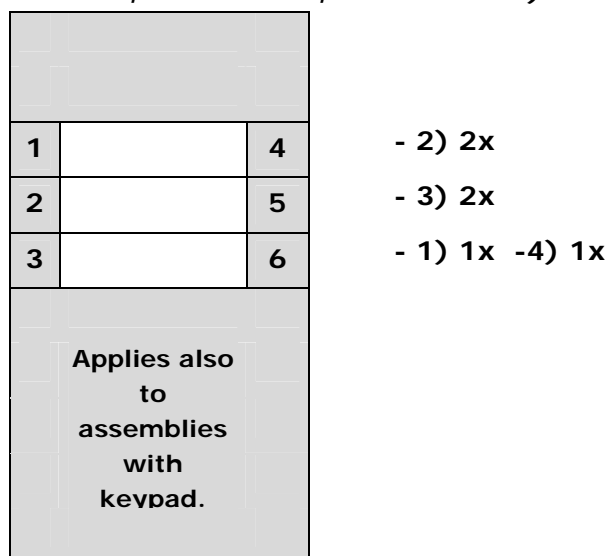 1 4 - 2) 2x
2 5 - 3) 2x
3 6 - 1) 1x -4) 1x
Applies also
to
assemblies
with
keypad.